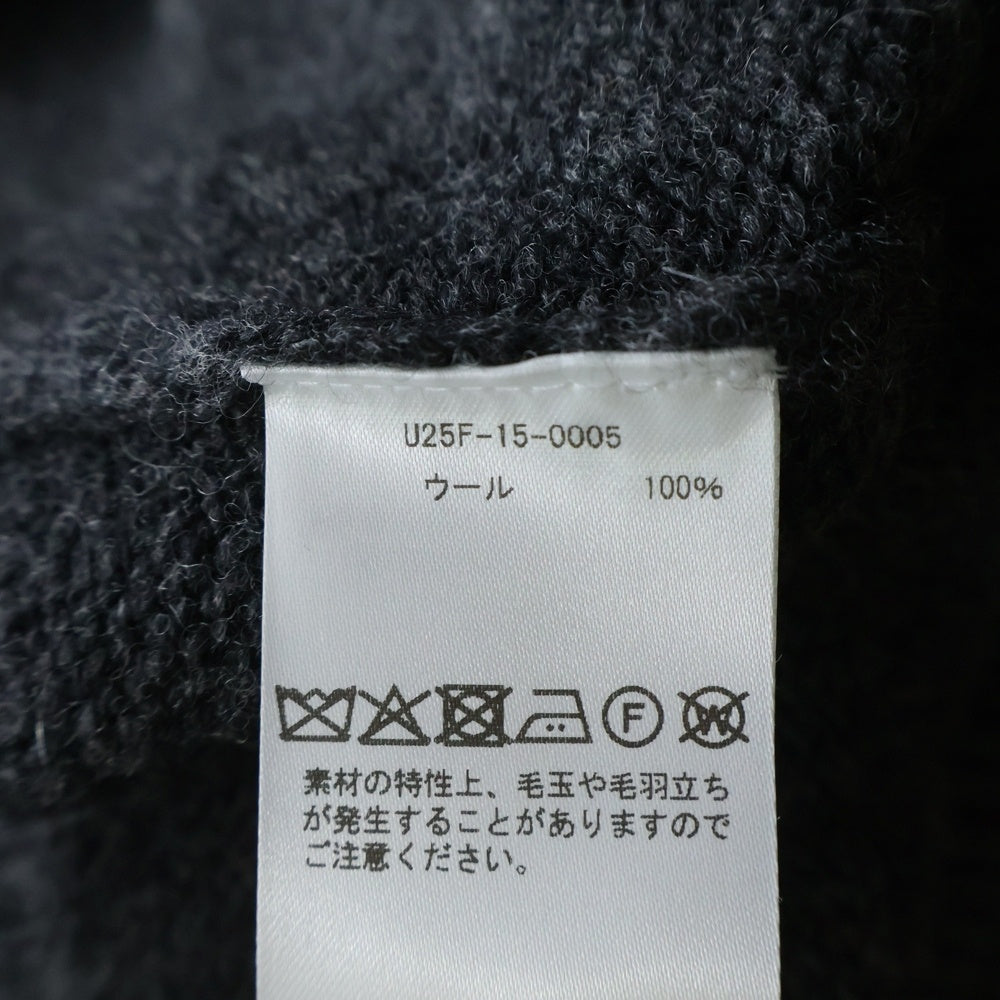 U25F-15-0005
ウール 100%
F W
素材の特性上、毛玉や毛羽立ち
が発生することがありますので
ご注意ください。